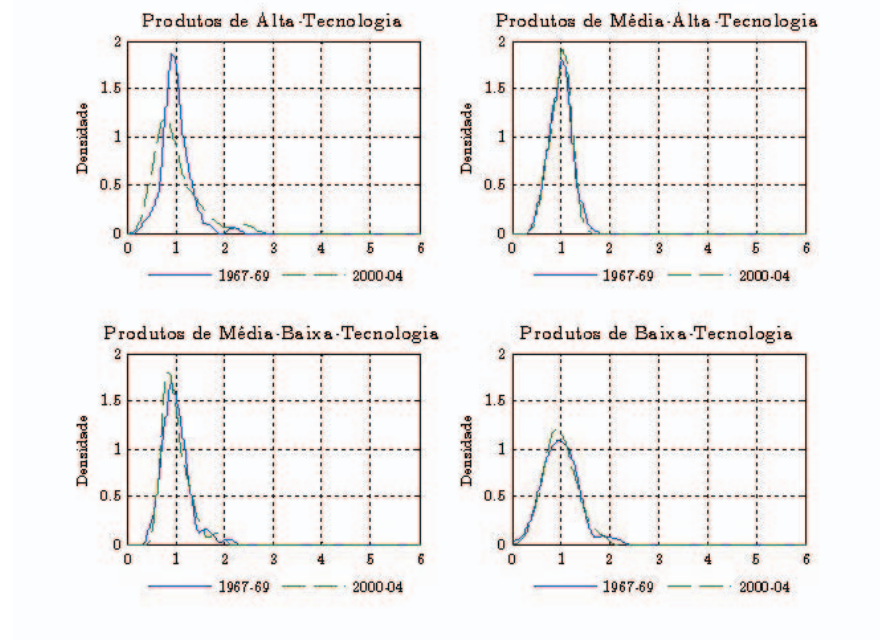 Produtos de Álta-Tecnologia
Densidade
2
1.5
1
0.5
0
0 1 2 3 4 5 6
1967-69 2000-04
Produtos de Média-Álta-Tecnologia
Densidade
2
1.5
1
0.5
0
0 1 2 3 4 5 6
1967-69 2000-04
Produtos de Média-Baixa-Tecnologia
Densidade
2
1.5
1
0.5
0
0 1 2 3 4 5 6
1967-69 2000-04
Produtos de Baixa-Tecnologia
Densidade
2
1.5
1
0.5
0
0 1 2 3 4 5 6
1967-69 2000-04